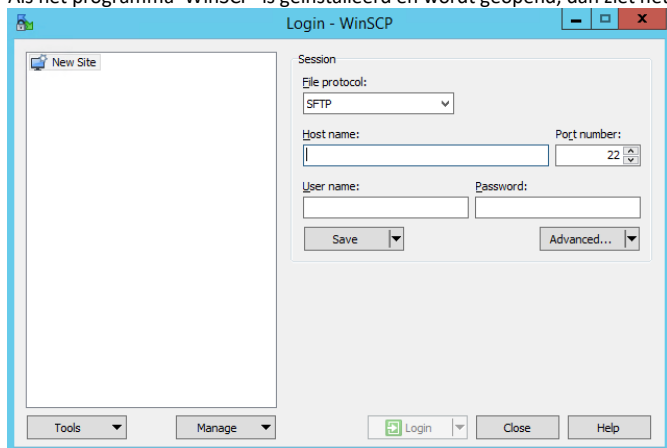 Als het programma 'WinSCP' is geïnstalleerd en wordt geopend, dan ziet het
Login - WinSCP
New Site
Session
File protocol:
SFTP
Host name:
Port number:
22
User name:
Password:
Save
Advanced...
Tools
Manage
Login
Close
Help